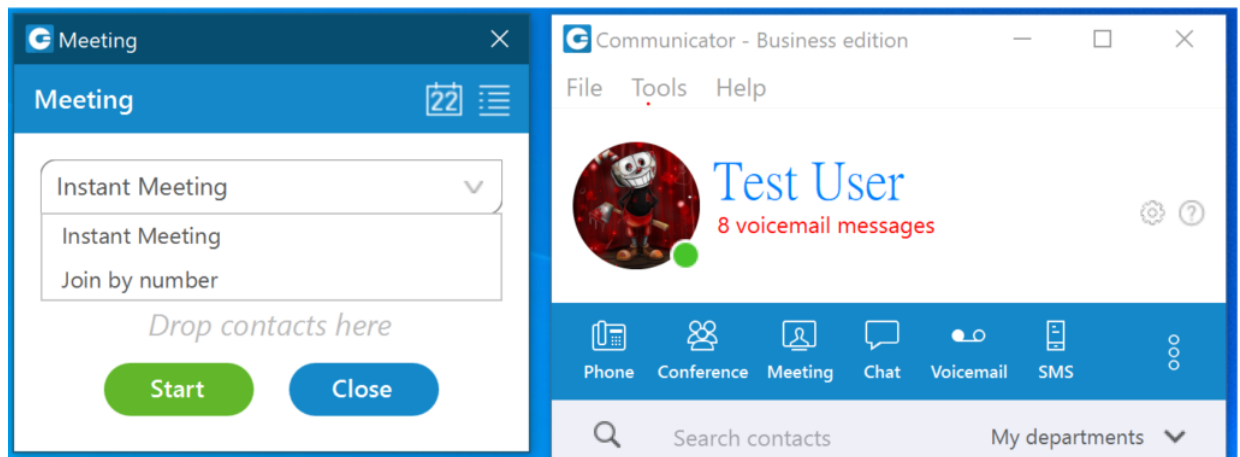 Meeting
Meeting
22
Instant Meeting
Instant Meeting
Join by number
Drop contacts here
Start
Close
Communicator - Business edition
File Tools Help
Test User
8 voicemail messages
?
Phone Conference Meeting Chat Voicemail SMS
Search contacts My departments